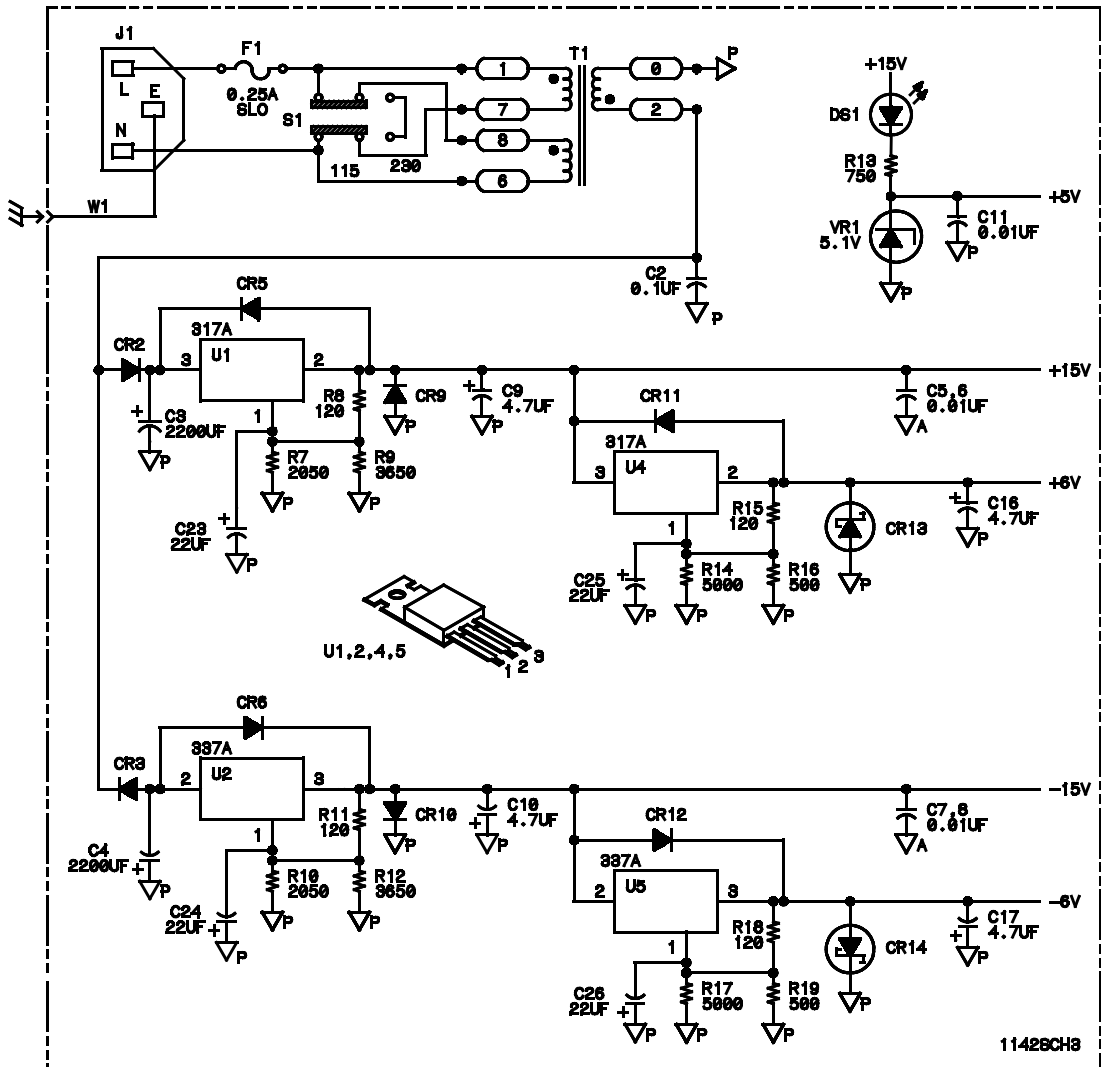 J1
F1
T1
L
E
N
0.25A
SLO
S1
115
230
1
7
8
6
0
2
P
W1
+15V
DS1
R13
750
+5V
VR1
5.1V
C11
0.01UF
P
P
C2
0.1UF
P
CR5
317A
CR2
3
U1
2
1
+
C3
2200UF
P
R8
120
CR9
P
+
C9
4.7UF
P
R7
2050
P
R9
3650
P
C23
22UF
+
P
CR11
317A
3
U4
2
1
C5,6
0.01UF
A
+15V
+6V
R15
120
CR13
P
+
C16
4.7UF
P
C25
22UF
+
P
R14
5000
P
R16
500
P
U1,2,4,5
1
2
3
CR6
337A
CR3
2
U2
3
1
C4
2200UF
+
P
R11
120
CR10
P
+
C10
4.7UF
P
R10
2050
P
R12
3650
P
C24
22UF
+
P
CR12
337A
2
U5
3
1
C7,8
0.01UF
A
-15V
-6V
R18
120
CR14
P
+
C17
4.7UF
P
C26
22UF
+
P
R17
5000
P
R19
500
P
11428CH3